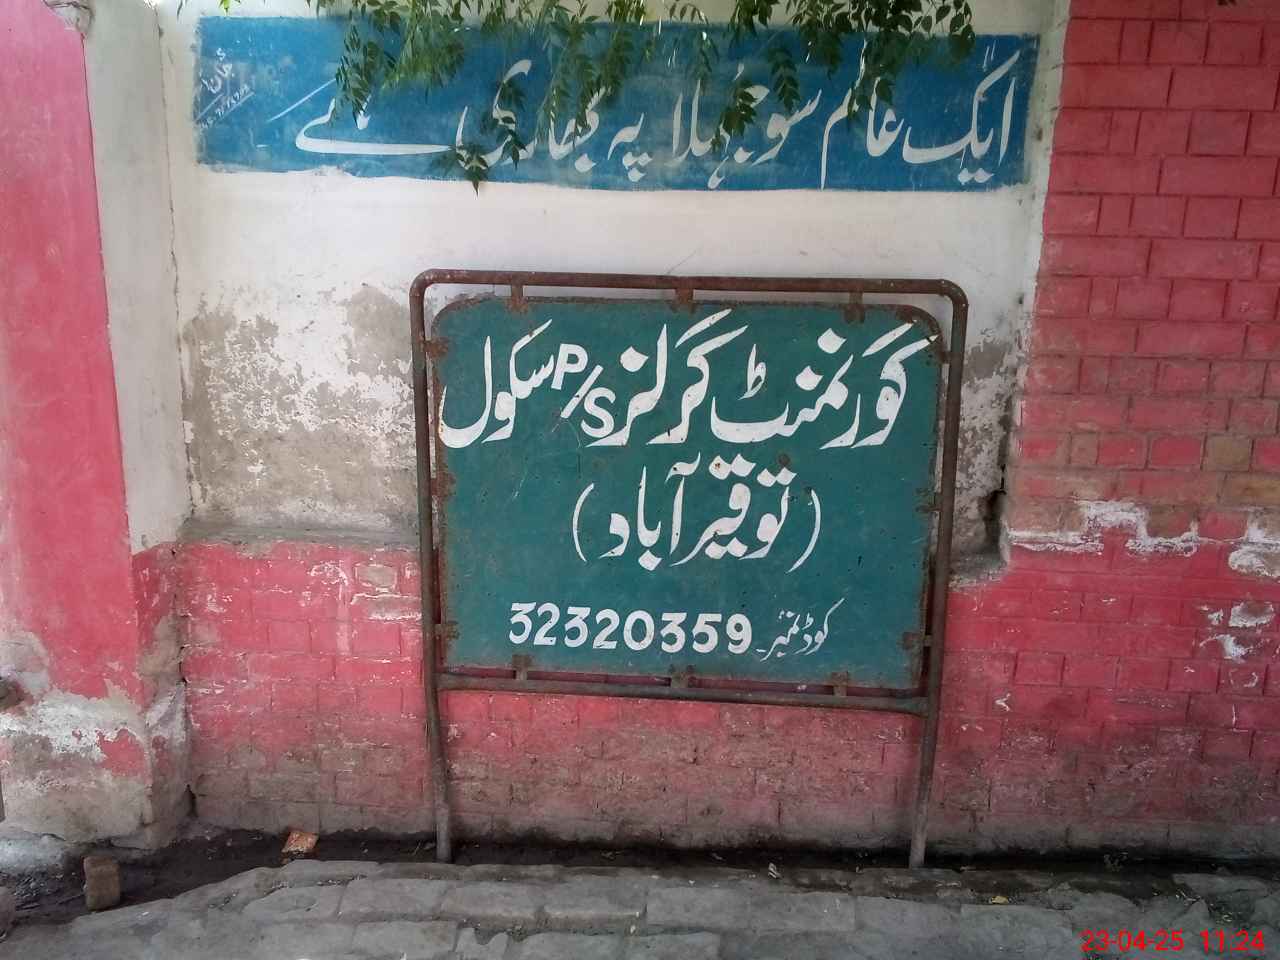 ایک عالم سو جہلا پہ بھاری ہے
گورنمنٹ گرلز P/S سکول
(توقیر آباد)
کوڈ نمبر۔ 32320359
23-04-25 11:24